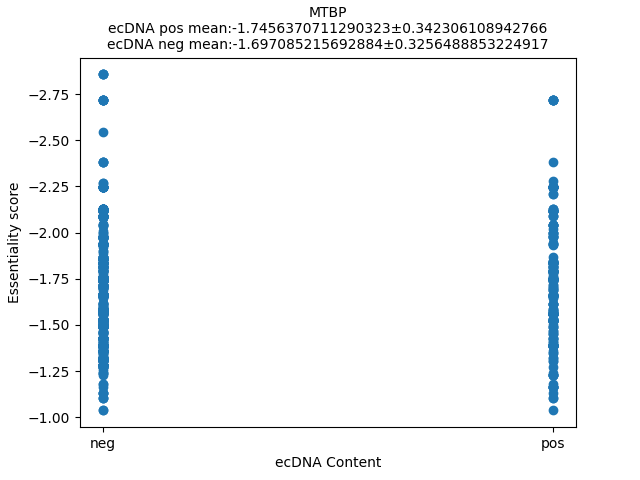 MTBP
ecDNA pos mean:-1.7456370711290323±0.342306108942766
ecDNA neg mean:-1.697085215692884±0.3256488853224917
−2.75
−2.50
−2.25
−2.00
−1.75
−1.50
−1.25
−1.00
Essentiality score
neg
pos
ecDNA Content